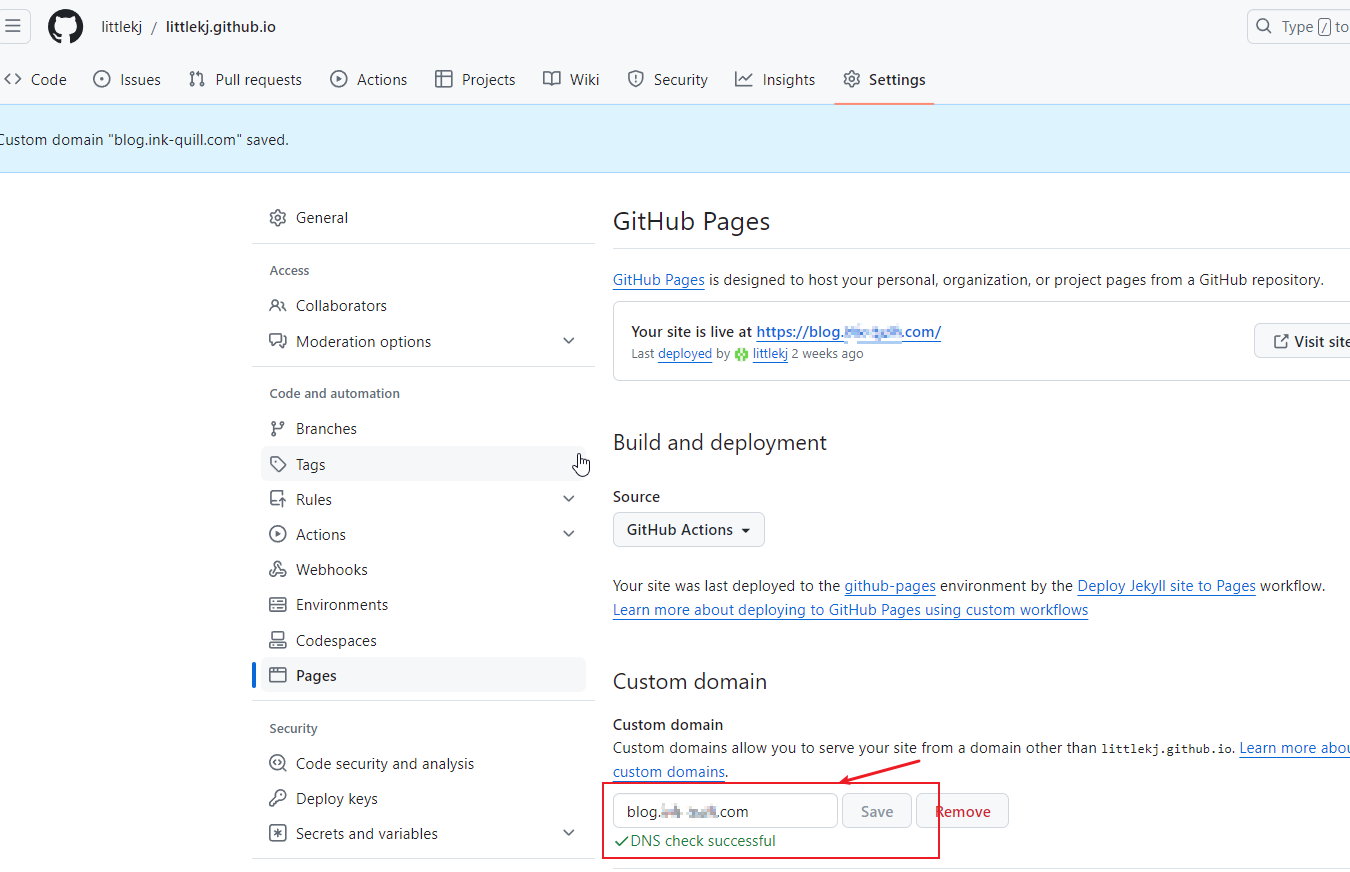 littlekj / littlekj.github.io
Type / to
Code Issues Pull requests Actions Projects Wiki Security Insights Settings
Custom domain "blog.ink-quill.com" saved.
General
Access
Collaborators
Moderation options
Code and automation
Branches
Tags
Rules
Actions
Webhooks
Environments
Codespaces
Pages
Security
Code security and analysis
Deploy keys
Secrets and variables
GitHub Pages
GitHub Pages is designed to host your personal, organization, or project pages from a GitHub repository.
Your site is live at https://blog. .com/
Visit site
Last deployed by littlekj 2 weeks ago
Build and deployment
Source
GitHub Actions
Your site was last deployed to the github-pages environment by the Deploy Jekyll site to Pages workflow.
Learn more about deploying to GitHub Pages using custom workflows
Custom domain
Custom domain
Custom domains allow you to serve your site from a domain other than littlekj.github.io. Learn more abou
custom domains.
blog. .com Save Remove
DNS check successful